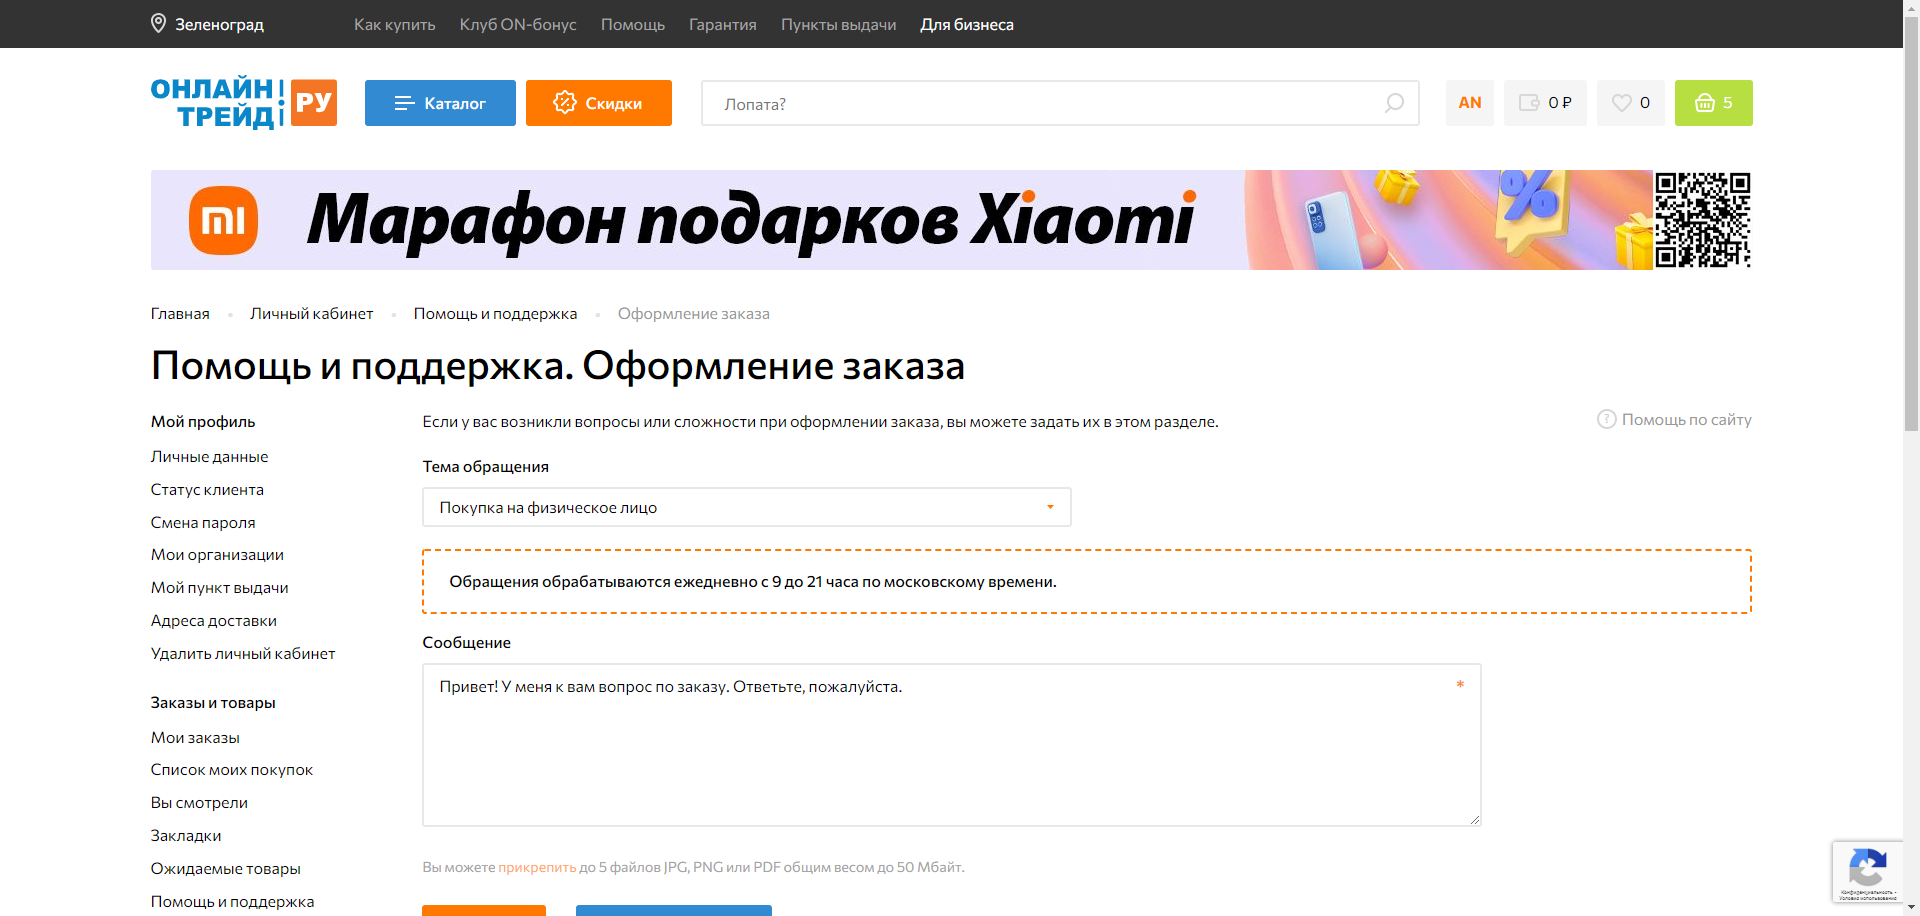 Зеленоград
Как купить
Клуб ON-бонус
Помощь
Гарантия
Пункты выдачи
Для бизнеса
ОНЛАЙН
ТРЕЙД
РУ
Каталог
Скидки
Лопата?
AN
0 ₽
0
5
Марафон подарков Xiaomi
Главная
Личный кабинет
Помощь и поддержка
Оформление заказа
Помощь и поддержка. Оформление заказа
Мой профиль
Личные данные
Статус клиента
Смена пароля
Мои организации
Мой пункт выдачи
Адреса доставки
Удалить личный кабинет
Заказы и товары
Мои заказы
Список моих покупок
Вы смотрели
Закладки
Ожидаемые товары
Помощь и поддержка
Если у вас возникли вопросы или сложности при оформлении заказа, вы можете задать их в этом разделе.
Помощь по сайту
Тема обращения
Покупка на физическое лицо
Обращения обрабатываются ежедневно с 9 до 21 часа по московскому времени.
Сообщение
Привет! У меня к вам вопрос по заказу. Ответьте, пожалуйста.
*
Вы можете прикрепить до 5 файлов JPG, PNG или PDF общим весом до 50 Мбайт.
Конфиденциальность -
Условия использования